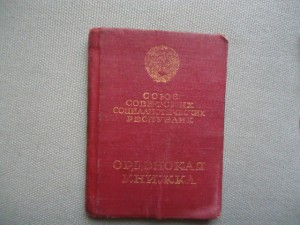 СОЮЗ
СОВЕТСКИХ
СОЦИАЛИСТИЧЕСКИХ
РЕСПУБЛИК
ОРДЕНСКАЯ
КНИЖКА